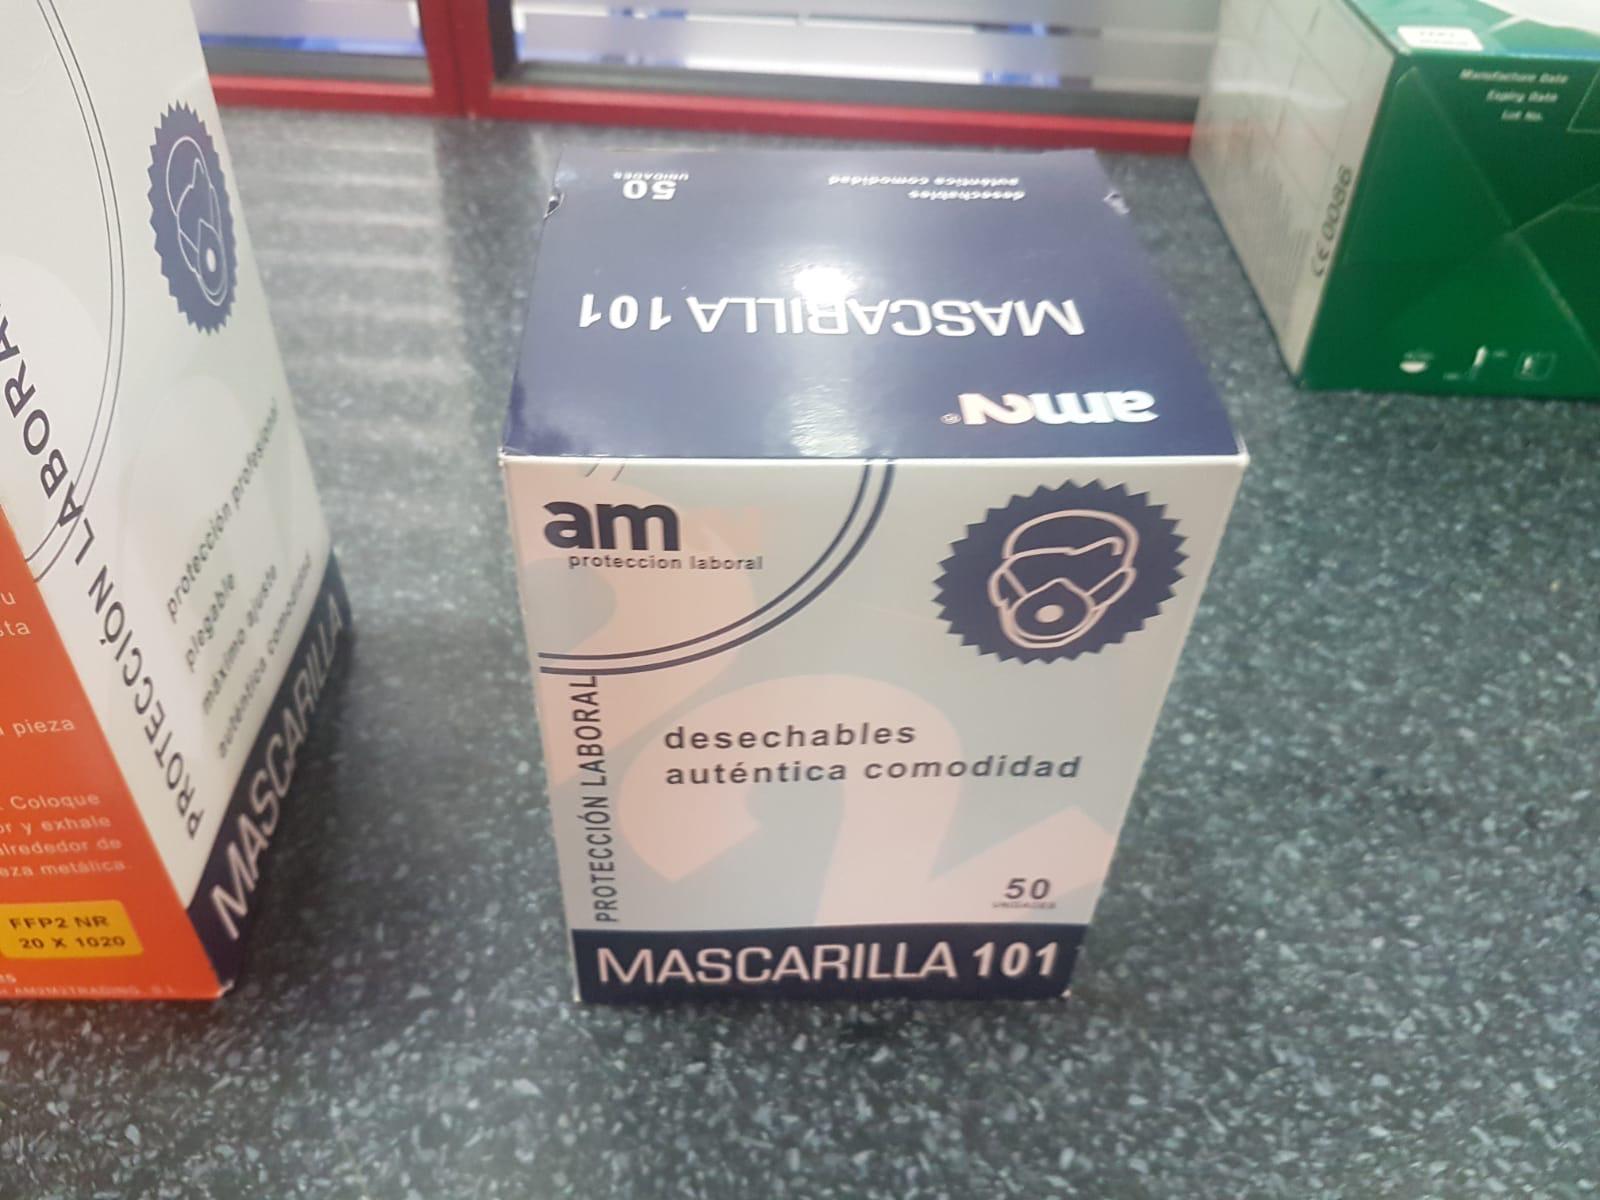 50
UNIDADES
desechables
auténtica comodidad
MASCARILLA 101
am2®
am
proteccion laboral
PROTECCIÓN LABORAL
desechables
auténtica comodidad
50
UNIDADES
MASCARILLA 101
PROTECCIÓN LABORAL
protección profesional
plegable
máximo ajuste
auténtica comodidad
MASCARILLA
pieza
Coloque
y exhale
alrededor de
metálica.
FFP2 NR
20 X 1020
Manufacture Date
Expiry Date
Lot No.
CE 0086